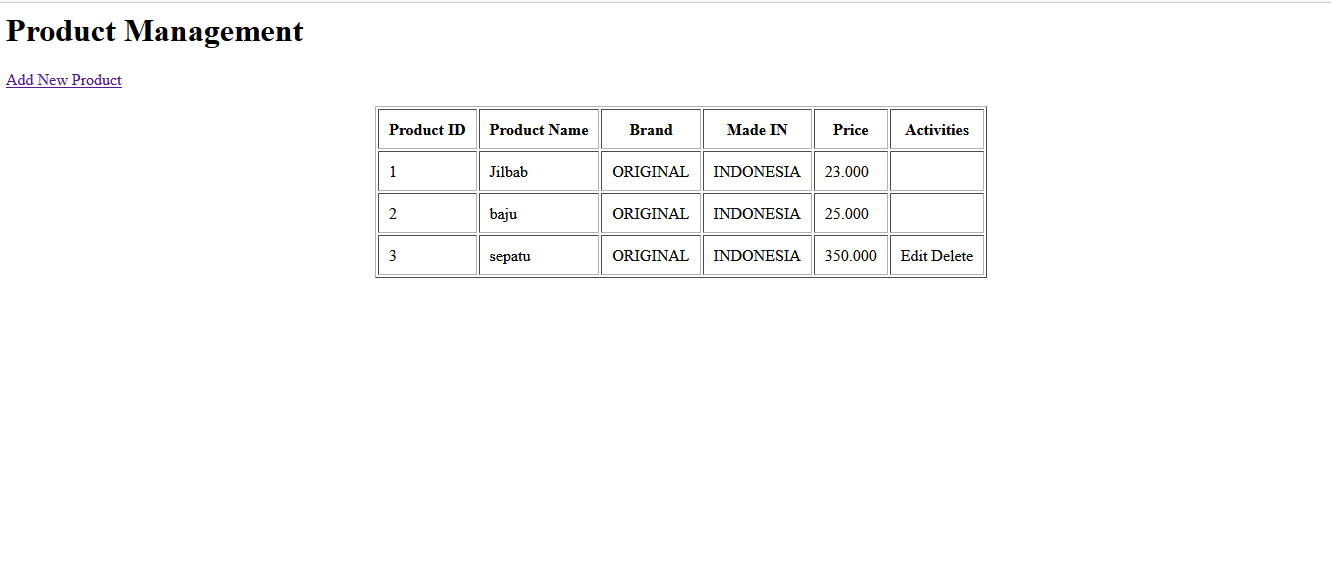 Product Management
Add New Product
Product ID Product Name Brand Made IN Price Activities
1 Jilbab ORIGINAL INDONESIA 23.000
2 baju ORIGINAL INDONESIA 25.000
3 sepatu ORIGINAL INDONESIA 350.000 Edit Delete